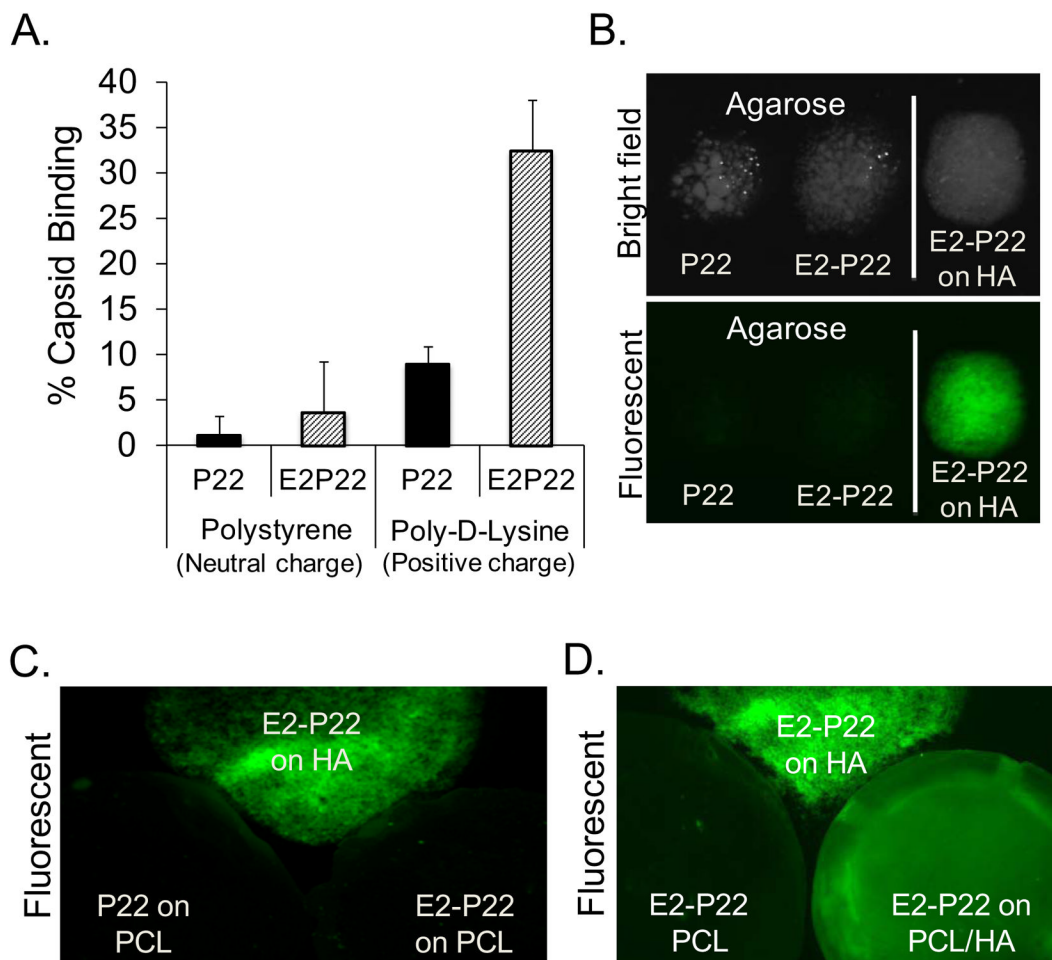 A.
% Capsid Binding
40
35
30
25
20
15
10
5
0
P22
E2P22
P22
E2P22
Polystyrene
(Neutral charge)
Poly-D-Lysine
(Positive charge)
B.
Bright field
Agarose
P22
E2-P22
E2-P22
on HA
Fluorescent
Agarose
P22
E2-P22
E2-P22
on HA
C.
Fluorescent
E2-P22
on HA
P22 on
PCL
E2-P22
on PCL
D.
Fluorescent
E2-P22
on HA
E2-P22
PCL
E2-P22 on
PCL/HA